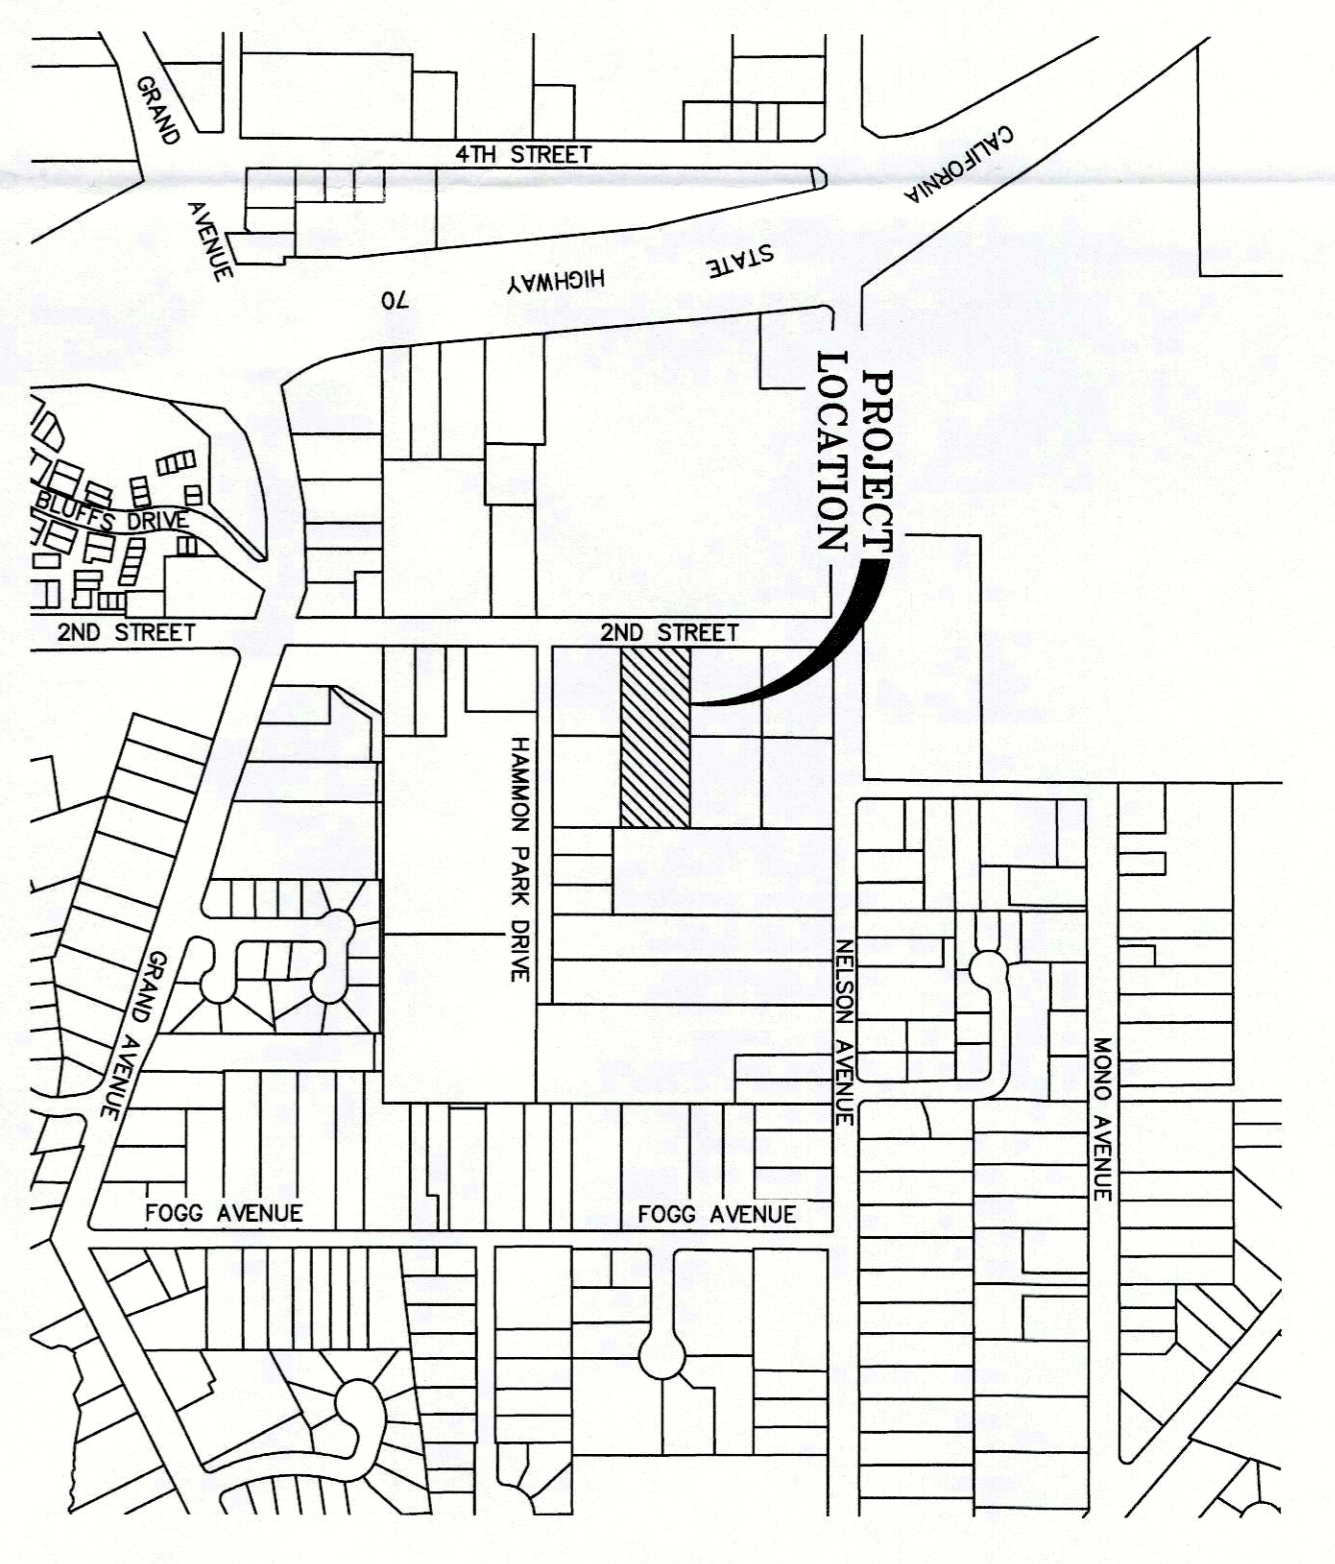 GRAND
AVENUE
4TH STREET
CALIFORNIA
STATE
HIGHWAY
70
PROJECT
LOCATION
BLUFFS DRIVE
2ND STREET
2ND STREET
HAMMON PARK DRIVE
GRAND AVENUE
NELSON AVENUE
MONO AVENUE
FOGG AVENUE
FOGG AVENUE